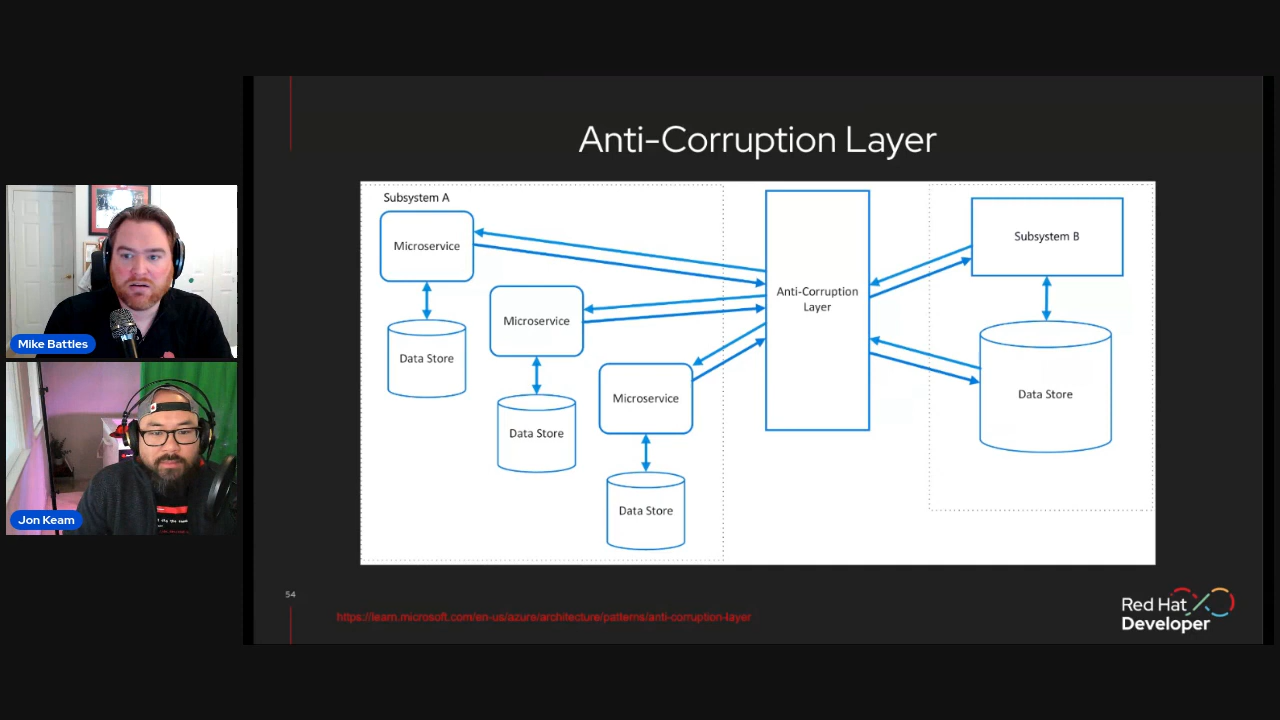 Anti-Corruption Layer
Subsystem A
Microservice
Data Store
Microservice
Data Store
Microservice
Data Store
Anti-Corruption
Layer
Subsystem B
Data Store
Mike Battles
Jon Keam
54
https://learn.microsoft.com/en-us/azure/architecture/patterns/anti-corruption-layer
Red Hat
Developer